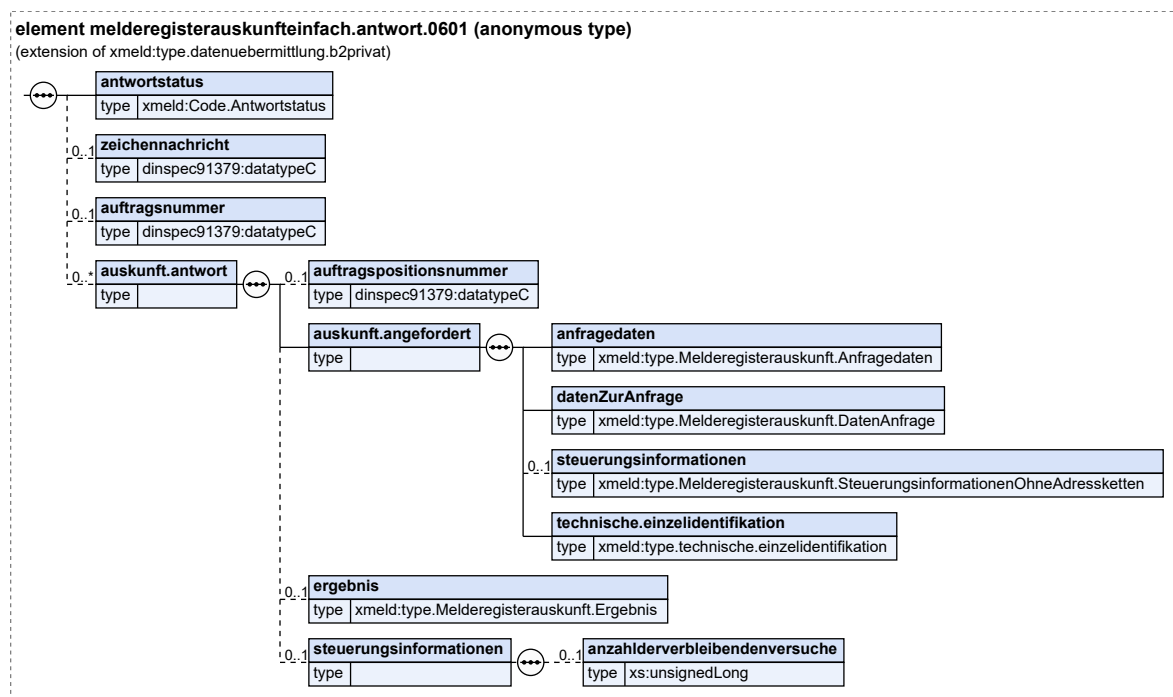 element melderegisterauskunfteinfach.antwort.0601 (anonymous type)
(extension of xmeld:type.datenuebermittlung.b2privat)
antwortstatus
type xmeld:Code.Antwortstatus
0..1 zeichennachricht
type dinspec91379:datatypeC
0..1 auftragsnummer
type dinspec91379:datatypeC
0..* auskunft.antwort
type
0..1 auftragspositionsnummer
type dinspec91379:datatypeC
auskunft.angefordert
type
anfragedaten
type xmeld:type.Melderegisterauskunft.Anfragedaten
datenZurAnfrage
type xmeld:type.Melderegisterauskunft.DatenAnfrage
0..1 steuerungsinformationen
type xmeld:type.Melderegisterauskunft.SteuerungsinformationenOhneAdressketten
technische.einzelidentifikation
type xmeld:type.technische.einzelidentifikation
0..1 ergebnis
type xmeld:type.Melderegisterauskunft.Ergebnis
0..1 steuerungsinformationen
type
0..1 anzahlderverbleibendenversuche
type xs:unsignedLong